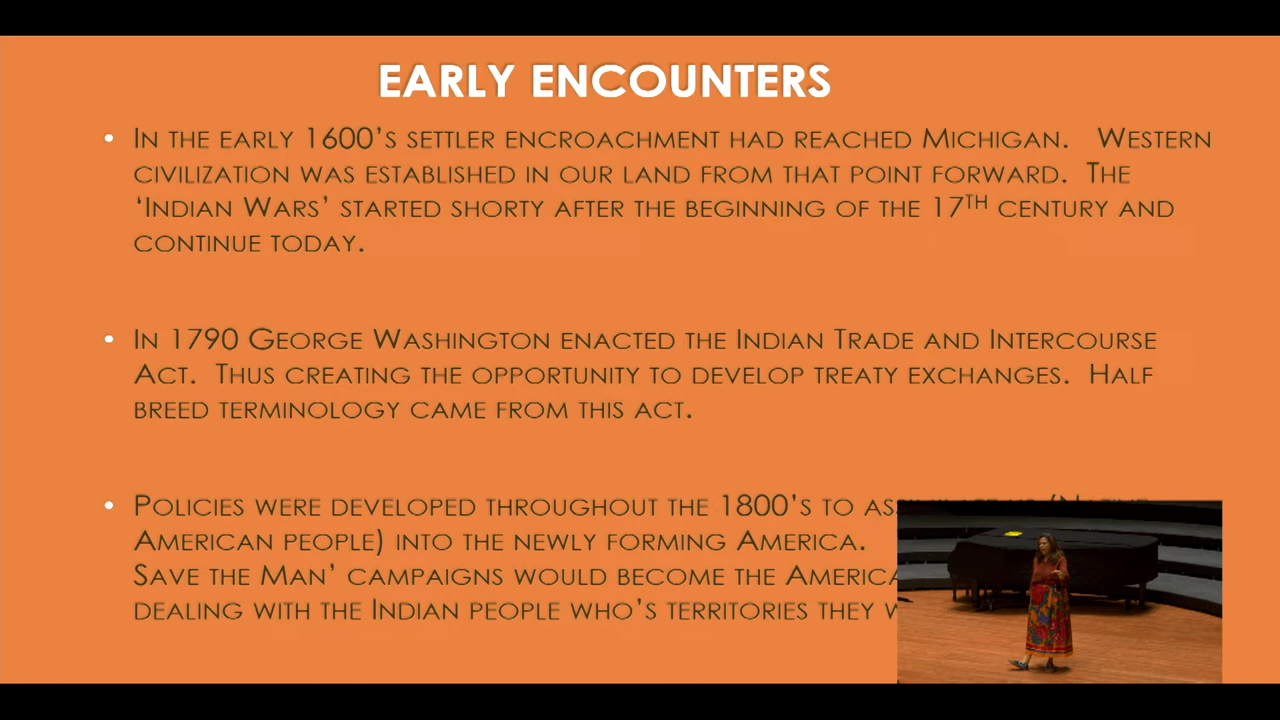 EARLY ENCOUNTERS
• IN THE EARLY 1600'S SETTLER ENCROACHMENT HAD REACHED MICHIGAN. WESTERN
CIVILIZATION WAS ESTABLISHED IN OUR LAND FROM THAT POINT FORWARD. THE
'INDIAN WARS' STARTED SHORTY AFTER THE BEGINNING OF THE 17TH CENTURY AND
CONTINUE TODAY.
• IN 1790 GEORGE WASHINGTON ENACTED THE INDIAN TRADE AND INTERCOURSE
ACT. THUS CREATING THE OPPORTUNITY TO DEVELOP TREATY EXCHANGES. HALF
BREED TERMINOLOGY CAME FROM THIS ACT.
• POLICIES WERE DEVELOPED THROUGHOUT THE 1800'S TO
AMERICAN PEOPLE) INTO THE NEWLY FORMING AMERICA.
SAVE THE MAN' CAMPAIGNS WOULD BECOME THE
DEALING WITH THE INDIAN PEOPLE WHO'S TERRITORIES THEY